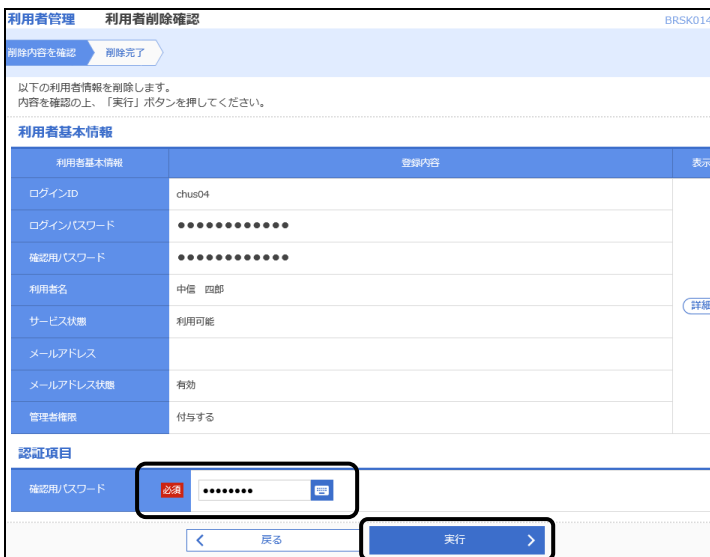 利用者管理 利用者削除確認 BRSK014
削除内容を確認 削除完了
以下の利用者情報を削除します。
内容を確認の上、「実行」ボタンを押してください。
利用者基本情報
利用者基本情報 登録内容 表示
ログインID chus04
ログインパスワード ●●●●●●●●●●●●
確認用パスワード ●●●●●●●●●●●●
利用者名 中信 四郎
詳細
サービス状態 利用可能
メールアドレス
メールアドレス状態 有効
管理者権限 付与する
認証項目
確認用パスワード 必須 ●●●●●●●●
戻る 実行